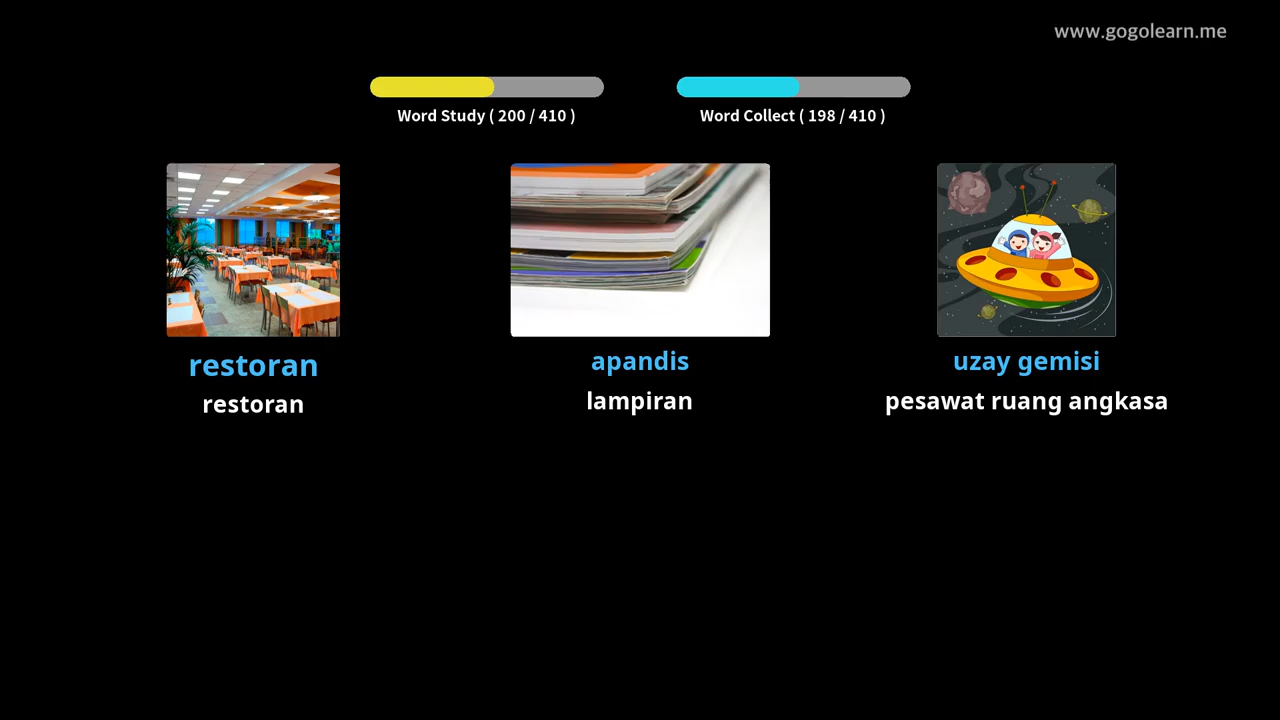 www.gogolearn.me
Word Study ( 200 / 410 )
Word Collect ( 198 / 410 )
restoran
restoran
apandis
lampiran
uzay gemisi
pesawat ruang angkasa